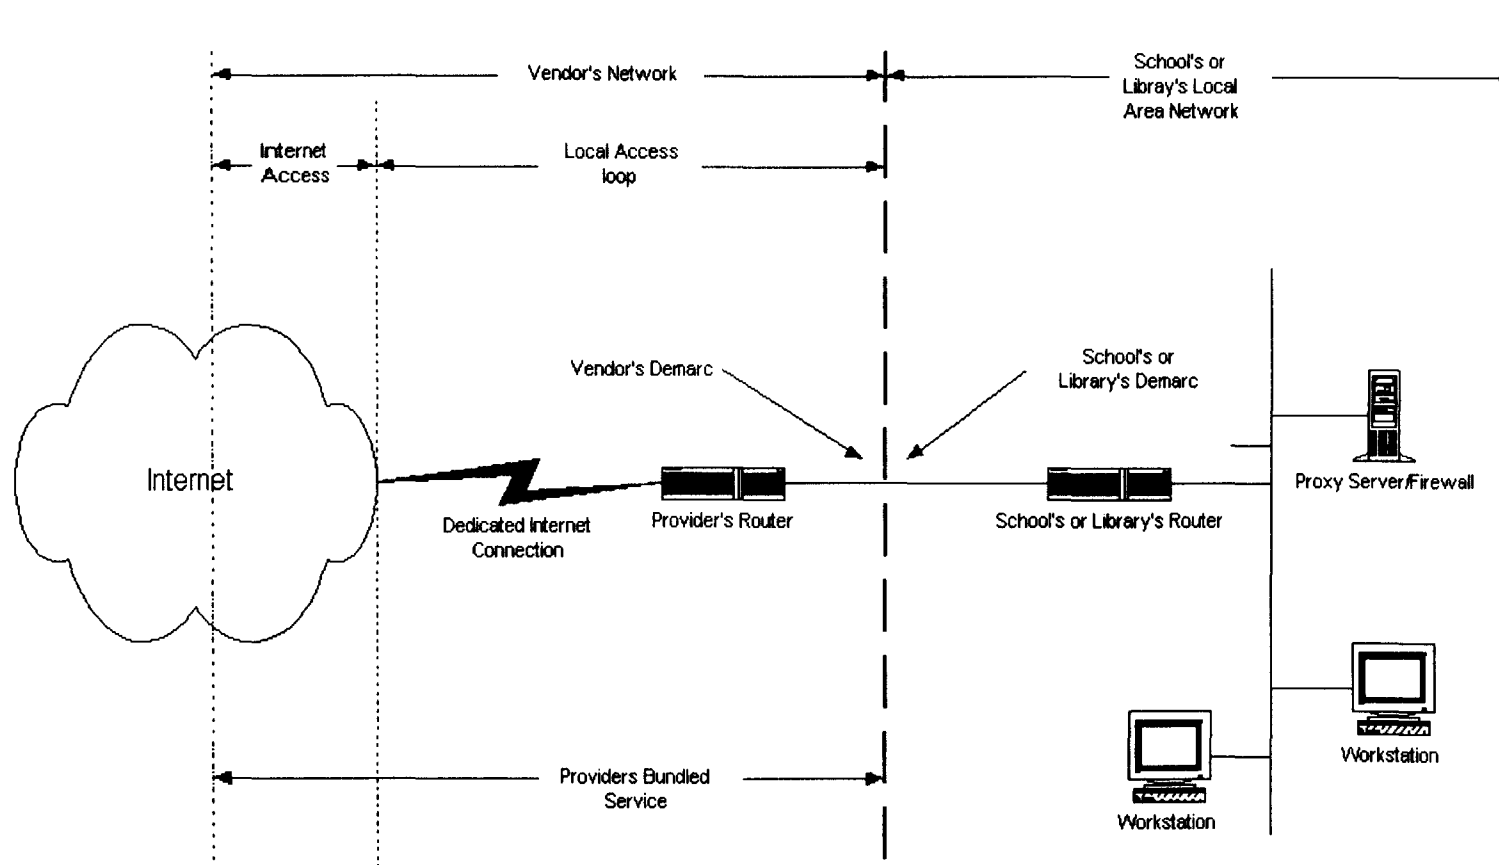 Vendor's Network
School's or
Libray's Local
Area Network
Internet
Access
Local Access
loop
Vendor's Demarc
School's or
Library's Demarc
Internet
Dedicated Internet
Connection
Provider's Router
School's or Library's Router
Proxy Server/Firewall
Workstation
Providers Bundled
Service
Workstation